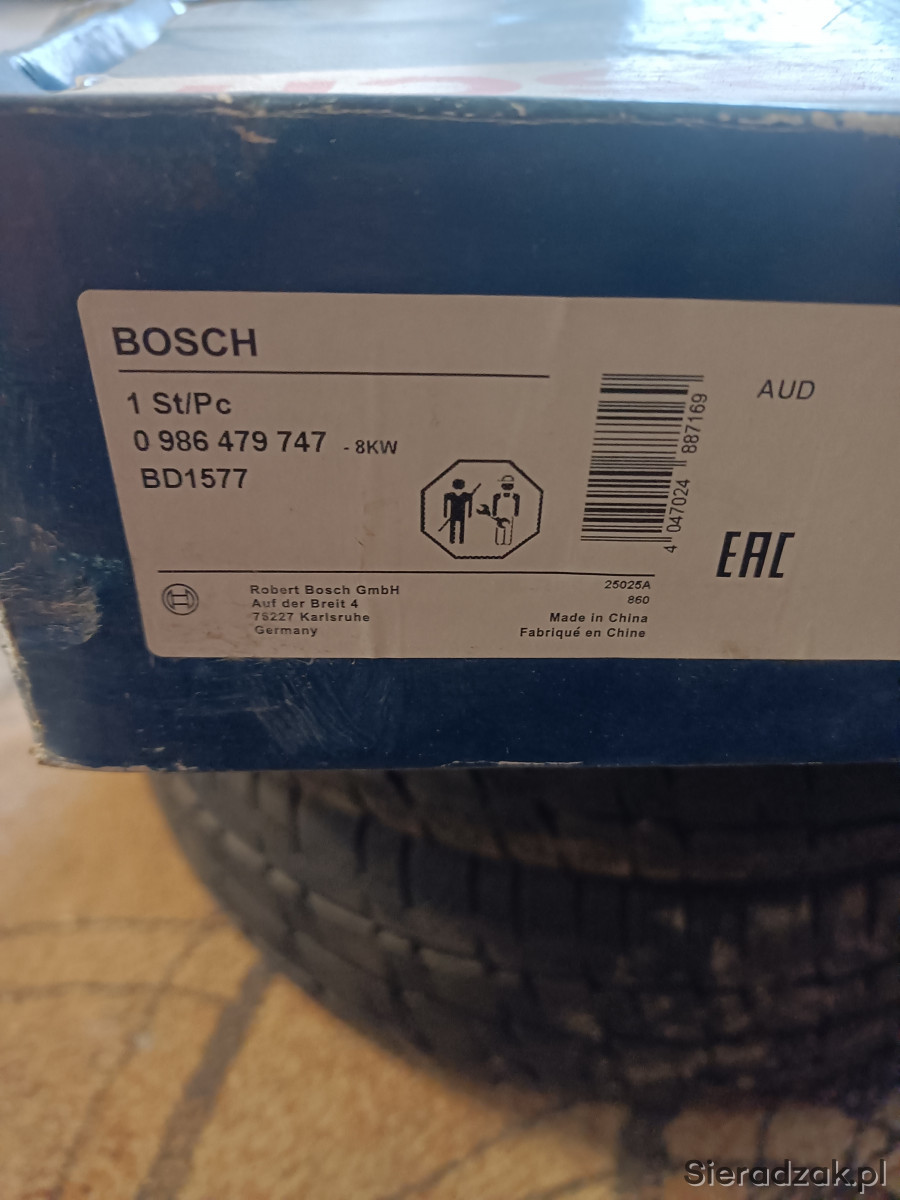 BOSCH
1 St/Pc
0 986 479 747 - 8KW
BD1577
4 047024 887169
AUD
EAC
Robert Bosch GmbH
Auf der Breit 4
76227 Karlsruhe
Germany
25025A
860
Made in China
Fabriqué en Chine
Sieradzak.pl